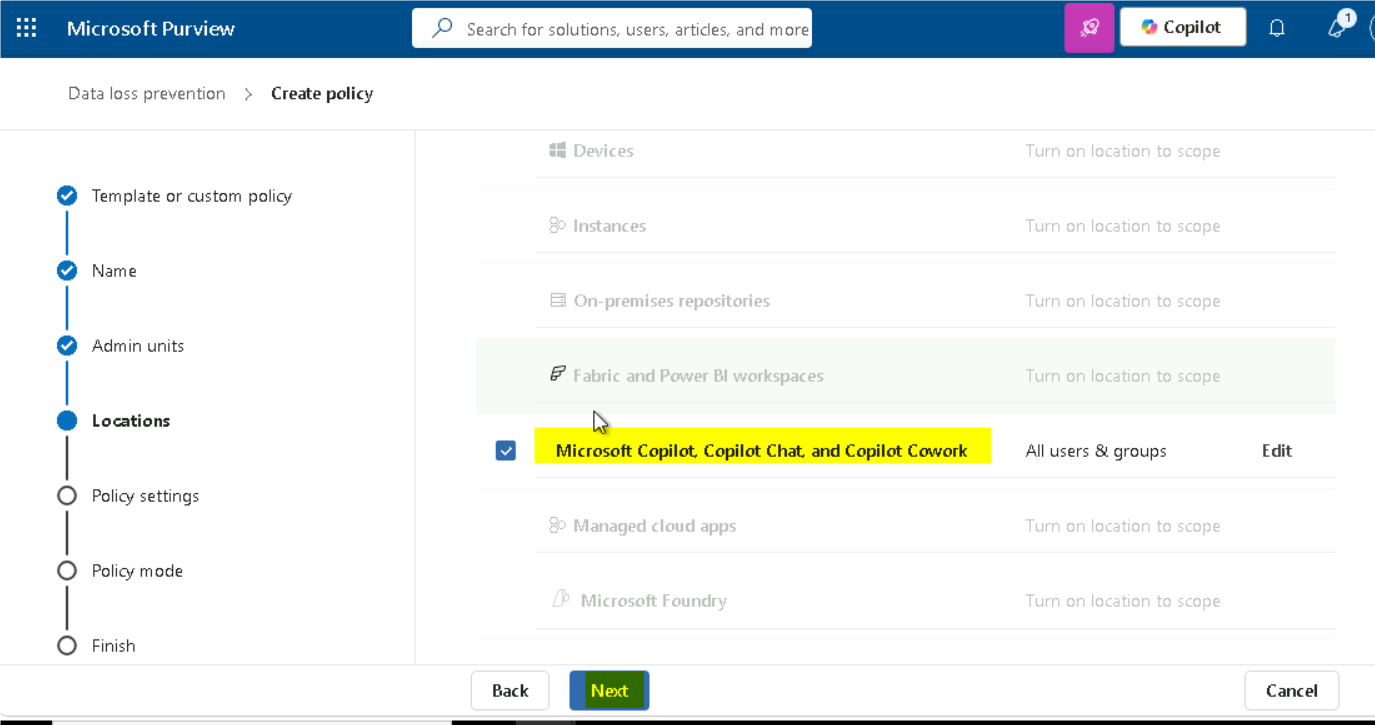 Microsoft Purview
Search for solutions, users, articles, and more
Copilot
1
Data loss prevention > Create policy
Template or custom policy
Name
Admin units
Locations
Policy settings
Policy mode
Finish
Devices Turn on location to scope
Instances Turn on location to scope
On-premises repositories Turn on location to scope
Fabric and Power BI workspaces Turn on location to scope
Microsoft Copilot, Copilot Chat, and Copilot Cowork All users & groups Edit
Managed cloud apps Turn on location to scope
Microsoft Foundry Turn on location to scope
Back Next Cancel